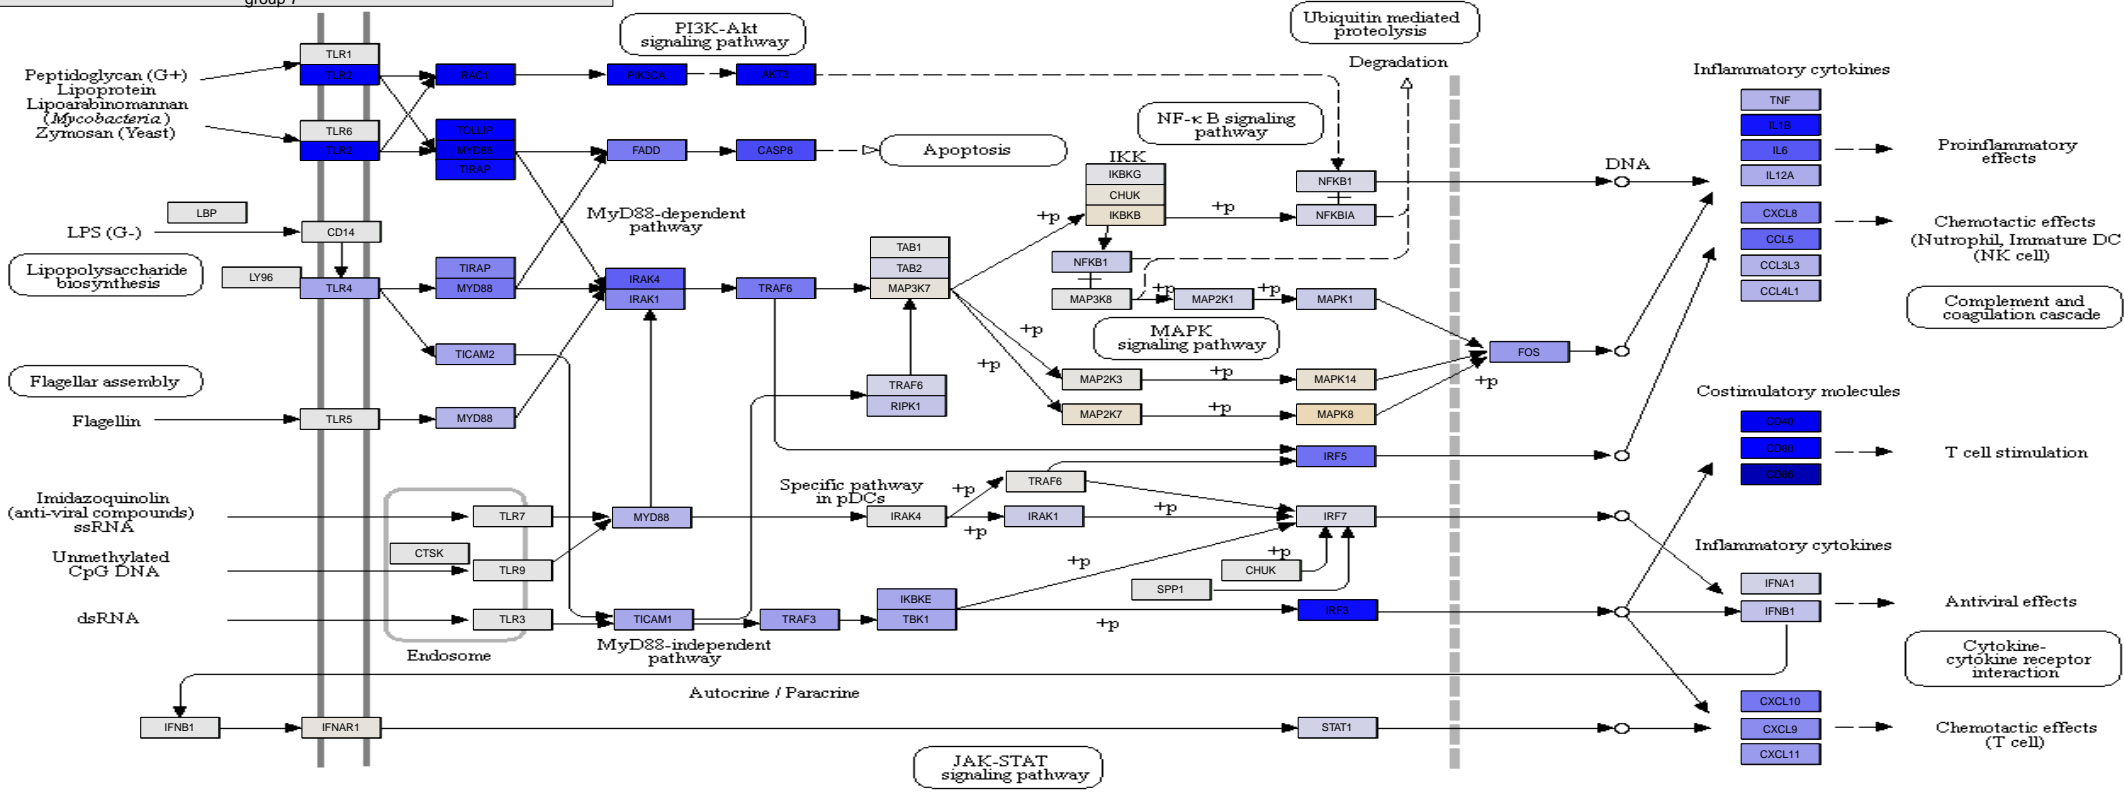 group 7
PI3K-Akt
signaling pathway
Ubiquitin mediated
proteolysis
TLR1
Peptidoglycan (G+)
TLR2
RAC1
PIK3CA
AKT3
Degradation
Inflammatory cytokines
Lipoprotein
Lipoarabinomannan
(Mycobacteria)
Zymosan (Yeast)
TNF
TLR6
TOLLIP
NF-κ B signaling
pathway
IL1B
TLR2
MYD88
FADD
CASP8
Apoptosis
IL6
Proinflammatory
effects
TIRAP
IKK
IKBKG
DNA
IL12A
CHUK
NFKB1
LBP
MyD88-dependent
pathway
+p
IKBKB
+p
NFKBIA
CXCL8
Chemotactic effects
(Nutrophil, Immature DC
(NK cell)
LPS (G-)
CD14
TAB1
CCL5
Lipopolysaccharide
biosynthesis
LY96
TIRAP
TAB2
NFKB1
CCL3L3
TLR4
MYD88
IRAK4
IRAK1
TRAF6
MAP3K7
MAP3K8
+p
MAP2K1
+p
MAPK1
CCL4L1
Complement and
coagulation cascade
+p
MAPK
signaling pathway
TICAM2
FOS
+p
Flagellar assembly
TRAF6
MAP2K3
+p
MAPK14
+p
Costimulatory molecules
RIPK1
MAP2K7
+p
MAPK8
Flagellin
TLR5
MYD88
CD40
CD80
T cell stimulation
IRF5
CD86
Specific pathway
in pDCs
TRAF6
+p
Imidazoquinolin
(anti-viral compounds)
ssRNA
TLR7
MYD88
IRAK4
+p
IRAK1
+p
IRF7
CTSK
Unmethylated
CpG DNA
TLR9
+p
+p
CHUK
Inflammatory cytokines
SPP1
IFNA1
dsRNA
TLR3
TICAM1
TRAF3
IKBKE
TBK1
+p
IRF3
IFNB1
Antiviral effects
Endosome
MyD88-independent
pathway
Cytokine-
cytokine receptor
interaction
Autocrine / Paracrine
CXCL10
IFNB1
IFNAR1
STAT1
CXCL9
Chemotactic effects
(T cell)
CXCL11
JAK-STAT
signaling pathway